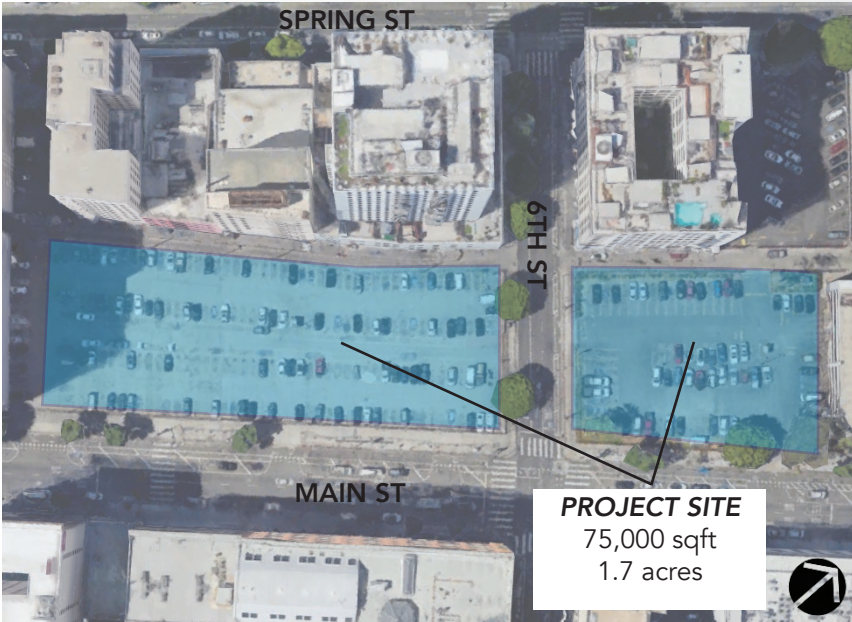 SPRING ST
6TH ST
MAIN ST
PROJECT SITE
75,000 sqft
1.7 acres